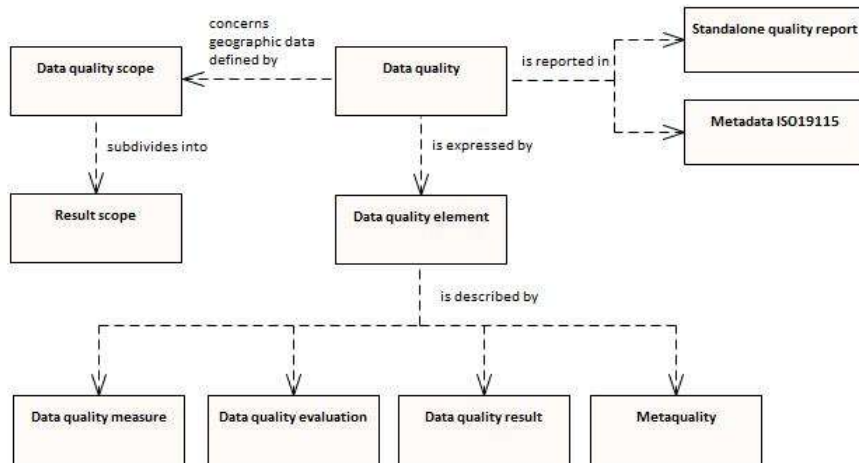 concerns
geographic data
defined by
Data quality scope
Data quality
is reported in
Standalone quality report
Metadata ISO19115
subdivides into
is expressed by
Result scope
Data quality element
is described by
Data quality measure
Data quality evaluation
Data quality result
Metaquality